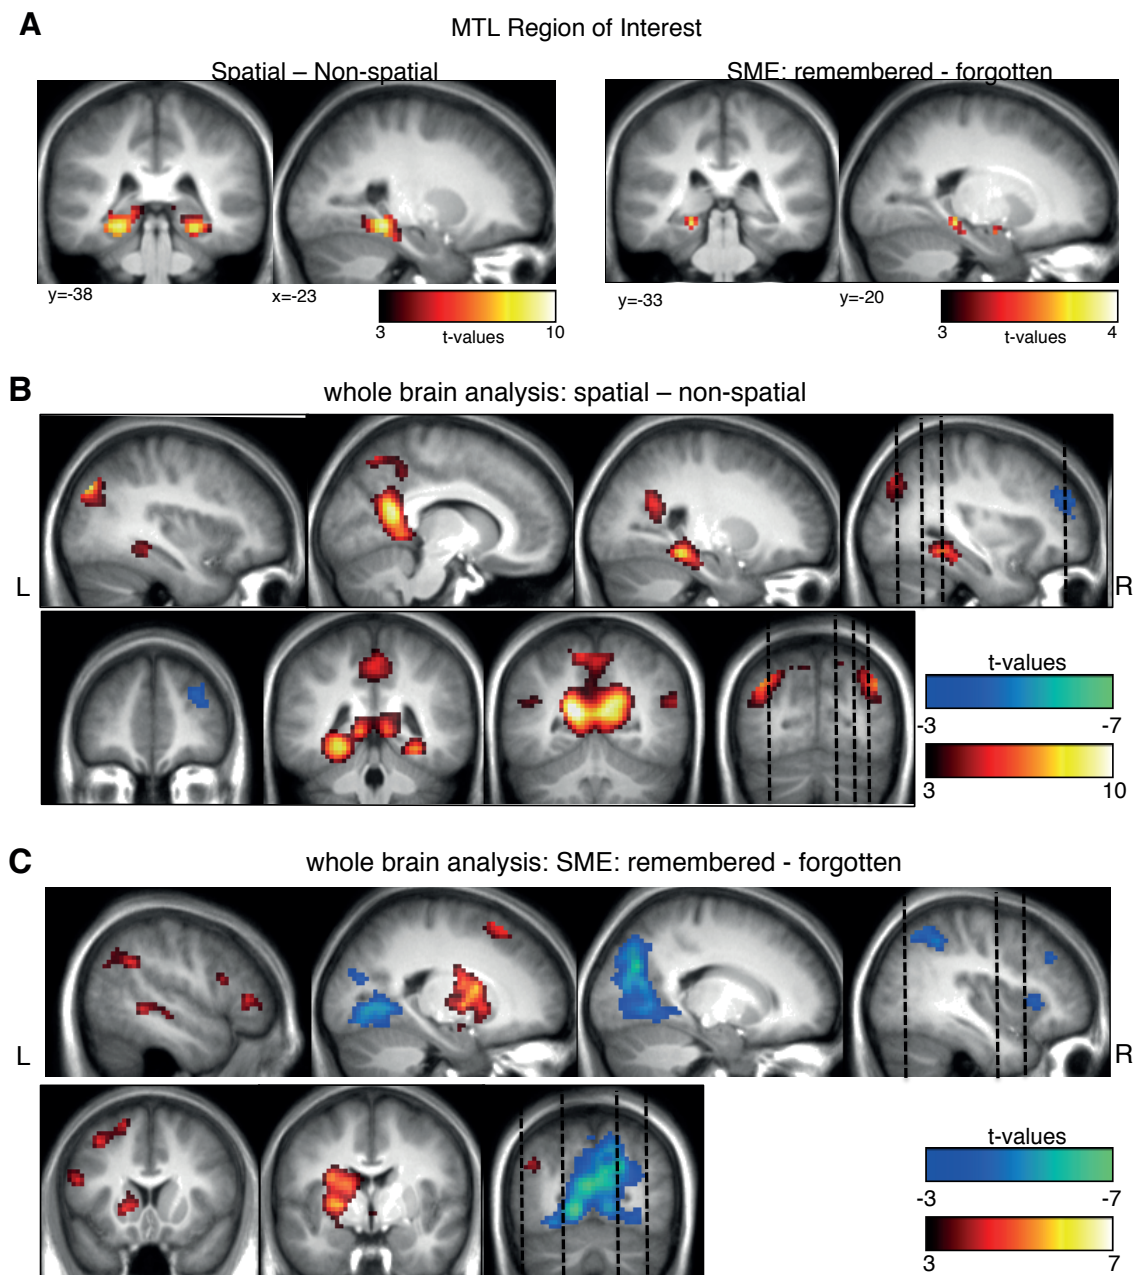 A
MTL Region of Interest
Spatial – Non-spatial
SME: remembered - forgotten
y=-38
x=-23
3
10
t-values
y=-33
y=-20
3
4
t-values
B
whole brain analysis: spatial – non-spatial
L
R
t-values
-3
-7
3
10
C
whole brain analysis: SME: remembered - forgotten
L
R
t-values
-3
-7
3
7